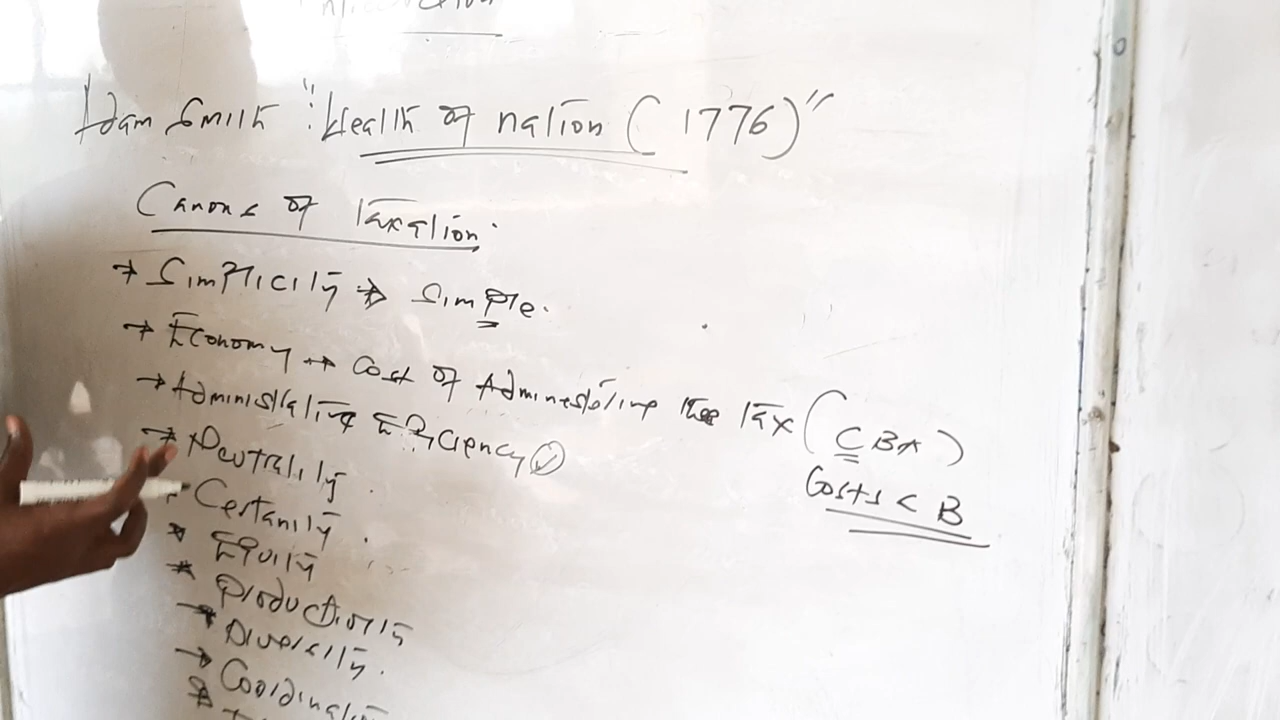 Adam Smith "Wealth of nation (1776)"
Canons of Taxation.
→ Simplicity → Simple.
→ Economy → Cost of Administering the tax (CBA)
Costs < B
→ Administrative Efficiency ✓
→ Neutrality.
Certanity.
Equity
Productivity
→ Diversity.
→ Coordination